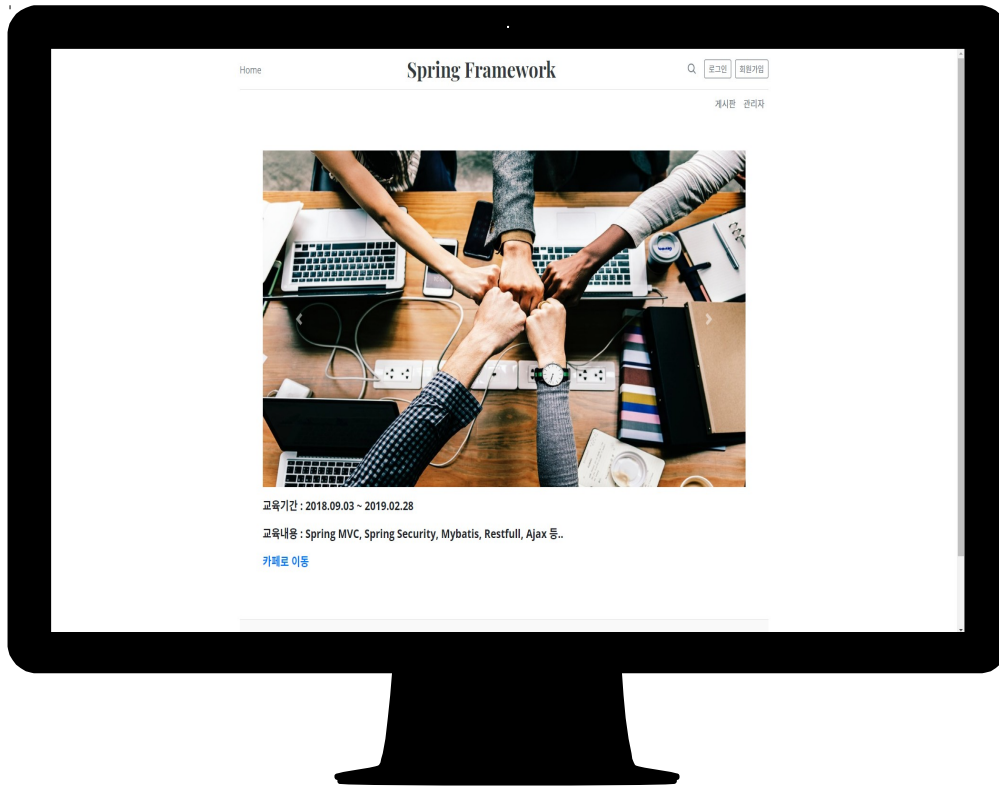 Home
Spring Framework
로그인 회원가입
게시판 관리자
교육기간 : 2018.09.03 ~ 2019.02.28
교육내용 : Spring MVC, Spring Security, Mybatis, Restfull, Ajax 등..
카페로 이동